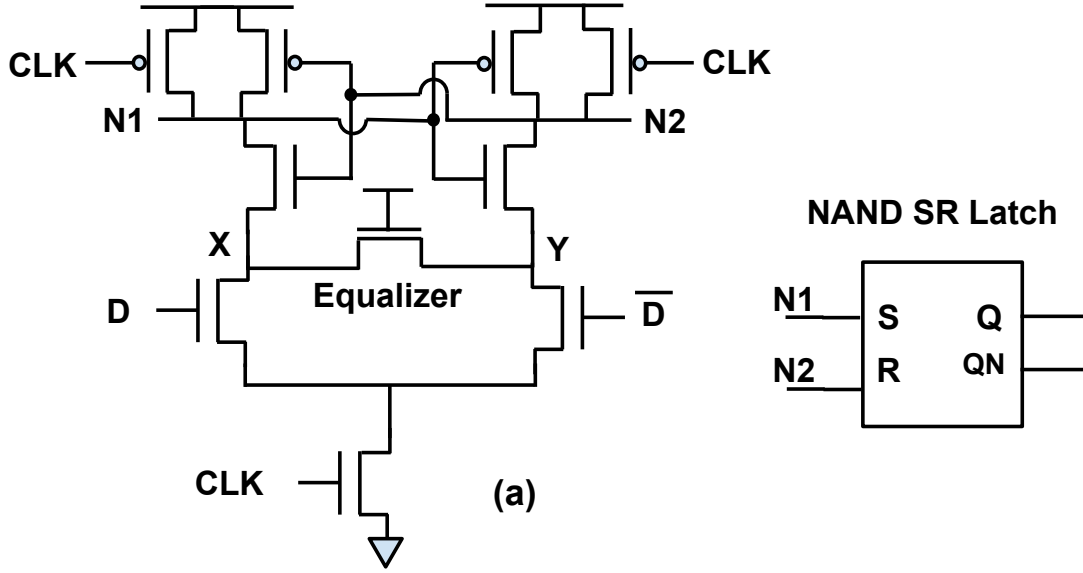 CLK
CLK
N1
N2
NAND SR Latch
X
Y
Equalizer
D
D̅
N1
S
Q
N2
R
QN
CLK
(a)